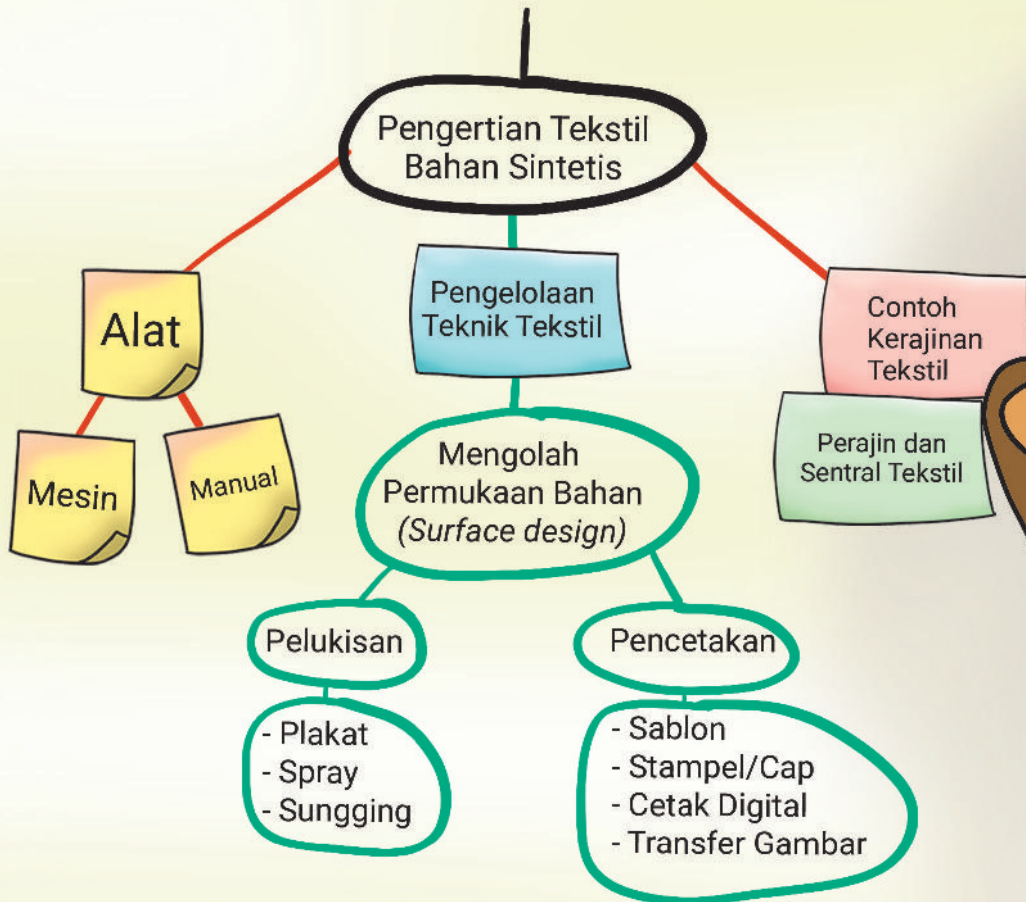 Pengertian Tekstil
Bahan Sintetis
Alat
Mesin
Manual
Pengelolaan
Teknik Tekstil
Contoh
Kerajinan
Tekstil
Perajin dan
Sentral Tekstil
Mengolah
Permukaan Bahan
(Surface design)
Pelukisan
- Plakat
- Spray
- Sungging
Pencetakan
- Sablon
- Stampel/Cap
- Cetak Digital
- Transfer Gambar